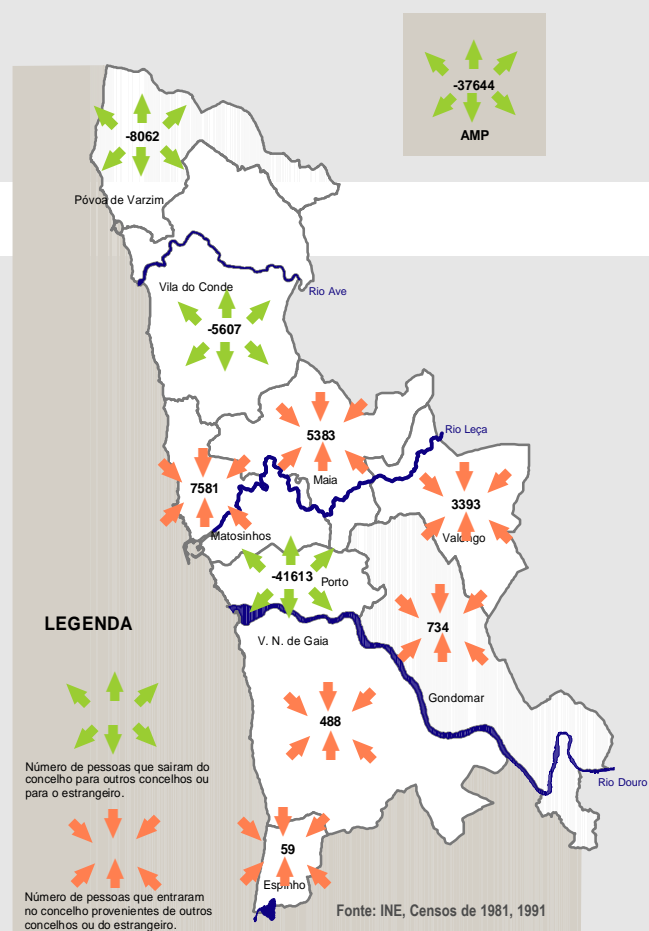 -37644
AMP
-8062
Póvoa de Varzim
Vila do Conde
Rio Ave
-5607
5383
Rio Leça
7581
Maia
3393
Matosinhos
Valongo
-41613
Porto
LEGENDA
734
V. N. de Gaia
Gondomar
488
Número de pessoas que sairam do
concelho para outros concelhos ou
para o estrangeiro.
Rio Douro
59
Espinho
Número de pessoas que entraram
no concelho provenientes de outros
concelhos ou do estrangeiro.
Fonte: INE, Censos de 1981, 1991